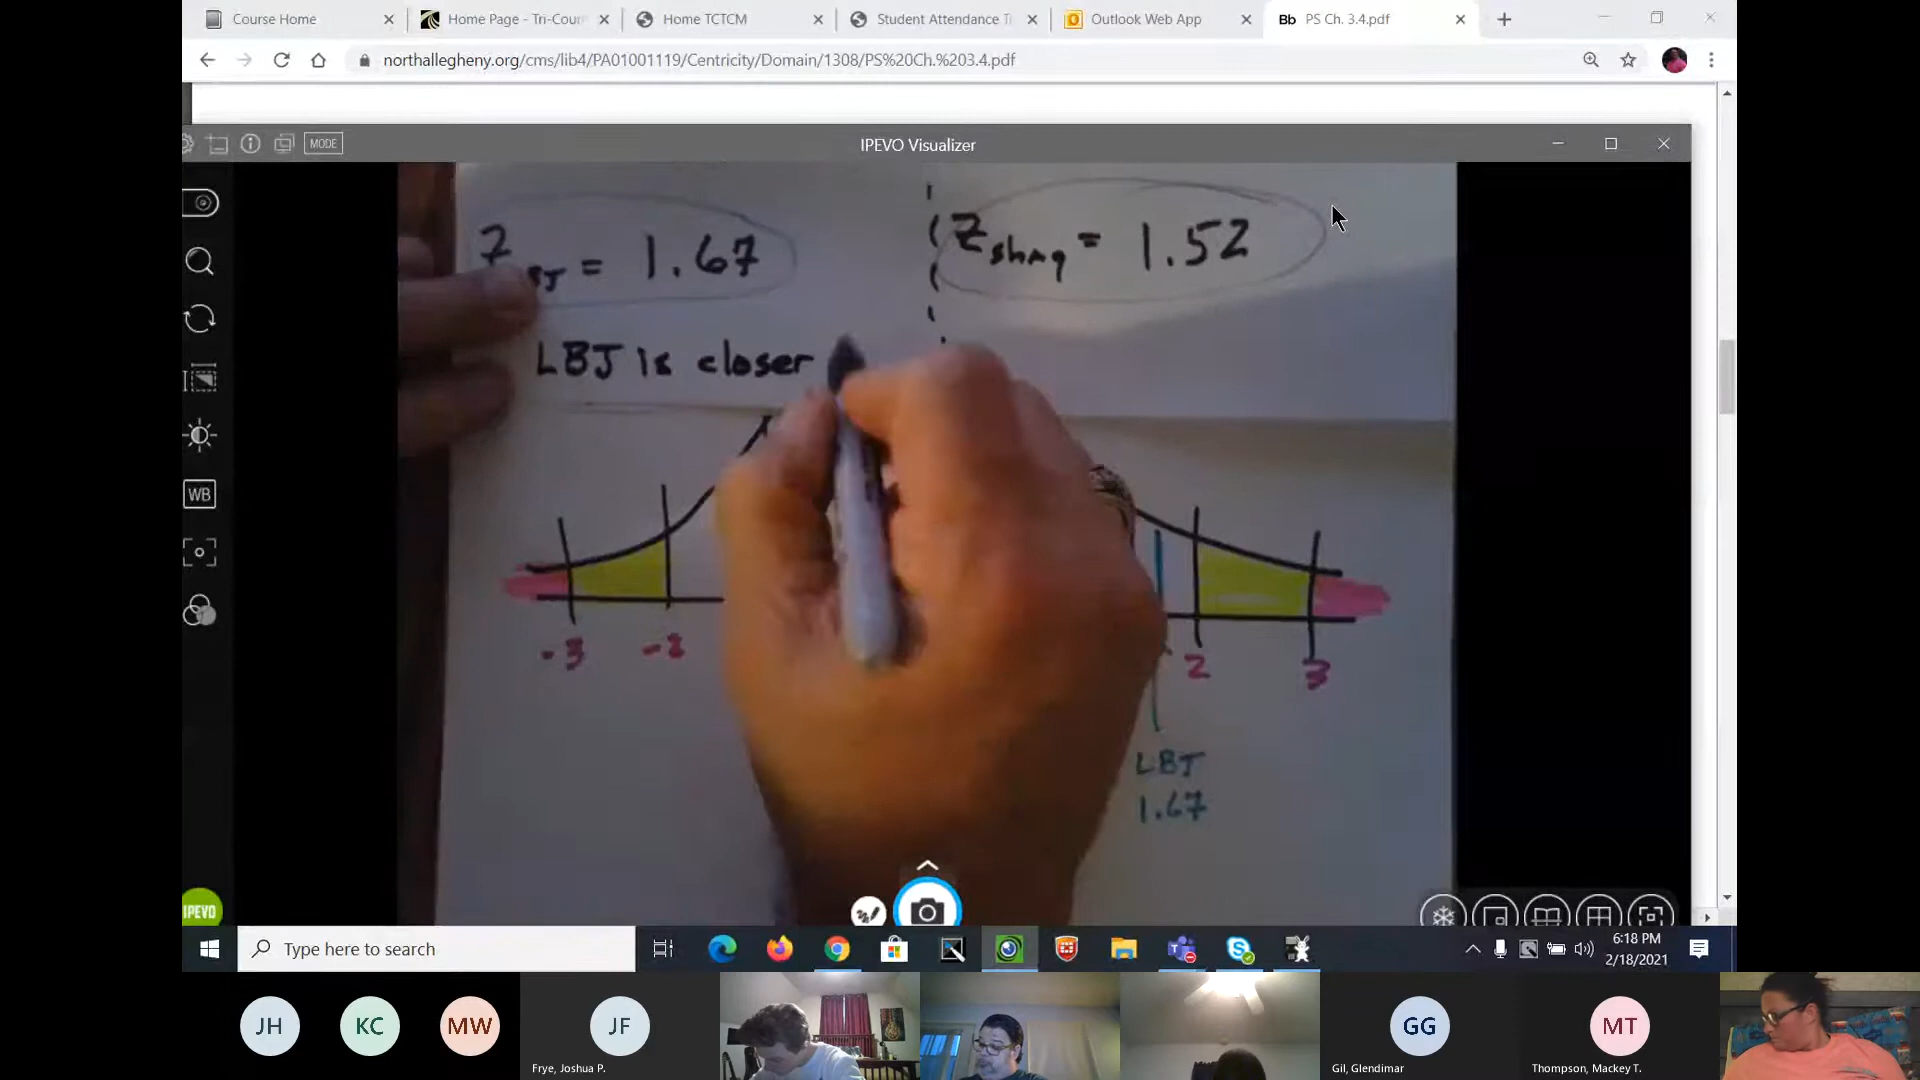 Course Home
Home Page - Tri-Coun
Home TCTCM
Student Attendance T
Outlook Web App
Bb PS Ch. 3.4.pdf
northallegheny.org/cms/lib4/PA01001119/Centricity/Domain/1308/PS%20Ch.%203.4.pdf
MODE
IPEVO Visualizer
Z = 1.67
Zshaq = 1.52
LBJ is closer
-3
-2
2
3
LBJ
1.67
WB
IPEVO
Type here to search
6:18 PM
2/18/2021
JH
KC
MW
JF
GG
MT
Frye, Joshua P.
Gil, Glendimar
Thompson, Mackey T.